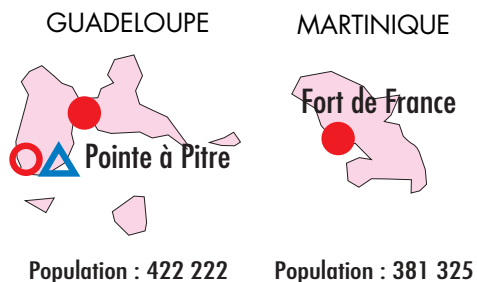 GUADELOUPE
MARTINIQUE
Fort de France
Pointe à Pitre
Population : 422 222
Population : 381 325